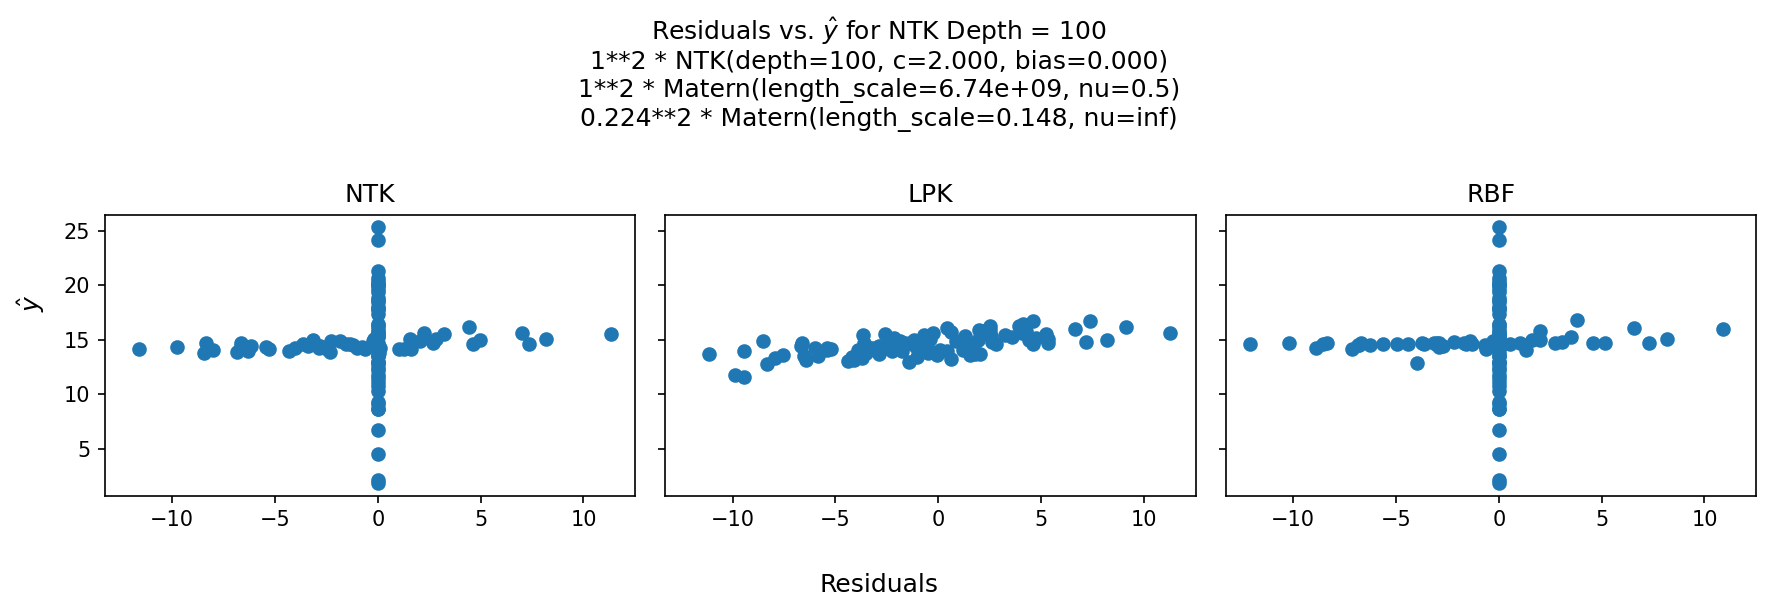 Residuals vs. ŷ for NTK Depth = 100
1**2 * NTK(depth=100, c=2.000, bias=0.000)
1**2 * Matern(length_scale=6.74e+09, nu=0.5)
0.224**2 * Matern(length_scale=0.148, nu=inf)
NTK LPK RBF
25
20
15
10
5
ŷ
−10 −5 0 5 10 −10 −5 0 5 10 −10 −5 0 5 10
Residuals